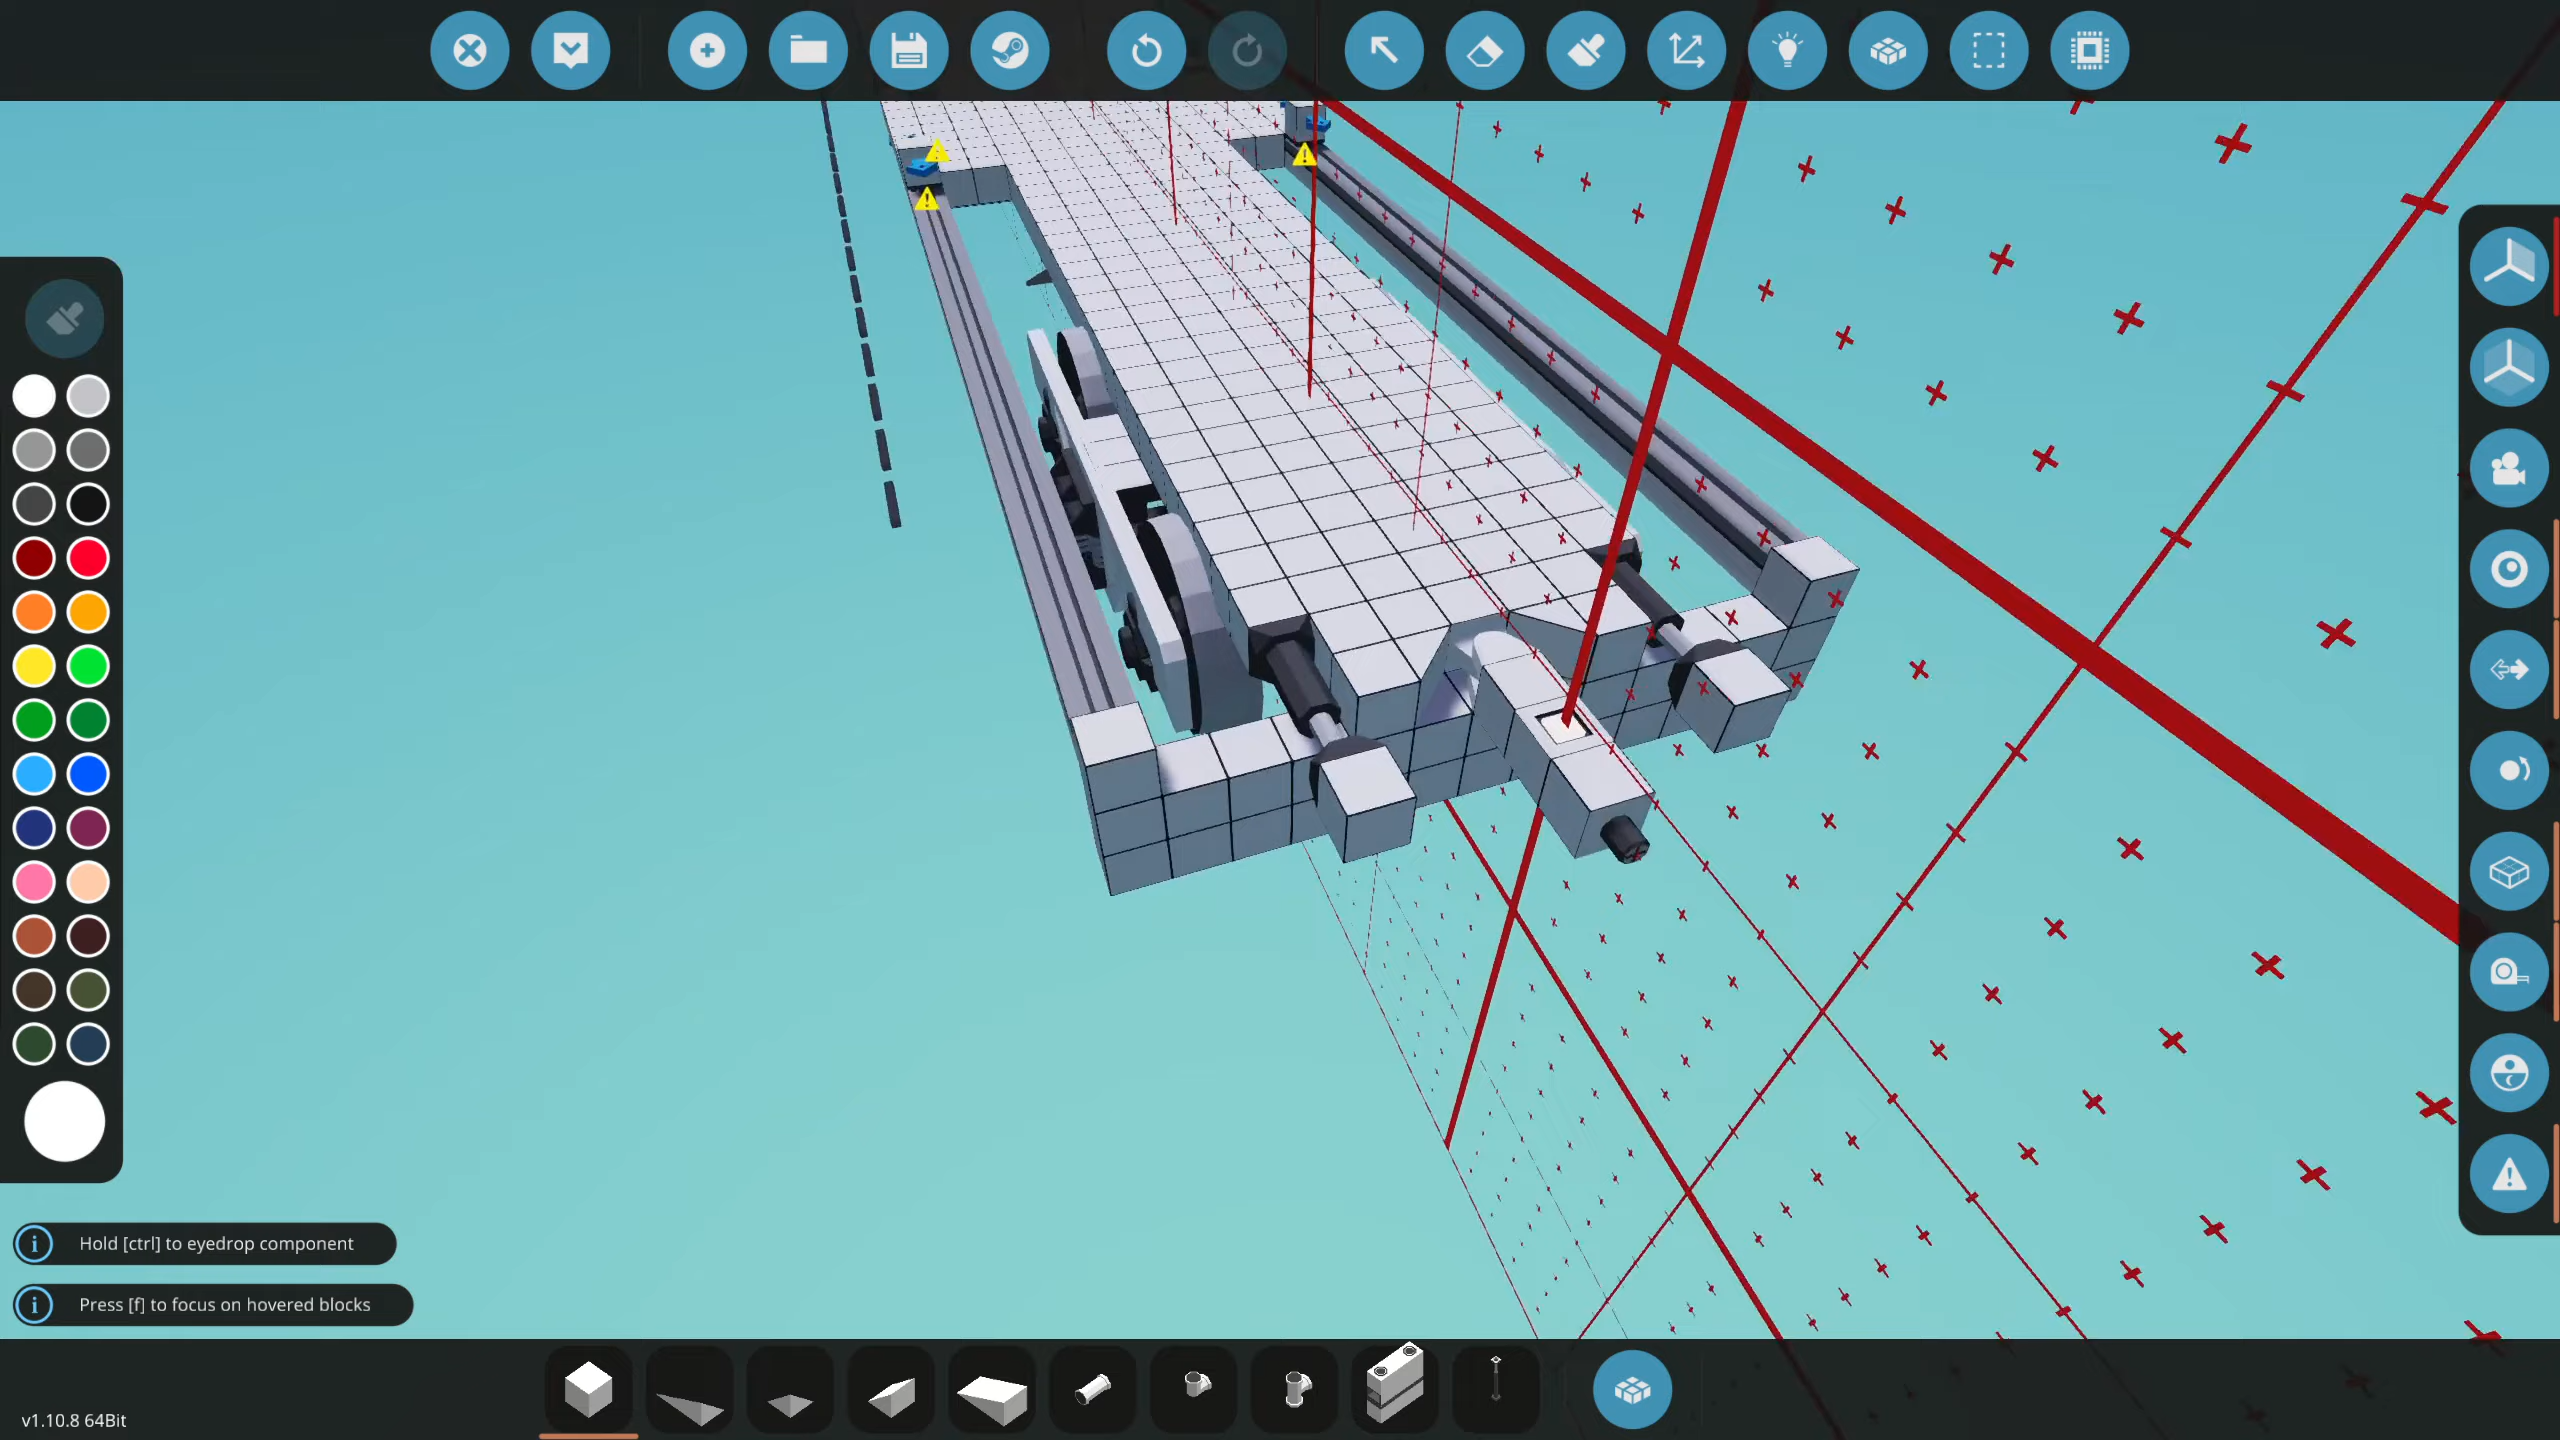 Hold [ctrl] to eyedrop component
Press [f] to focus on hovered blocks
v1.10.8 64Bit